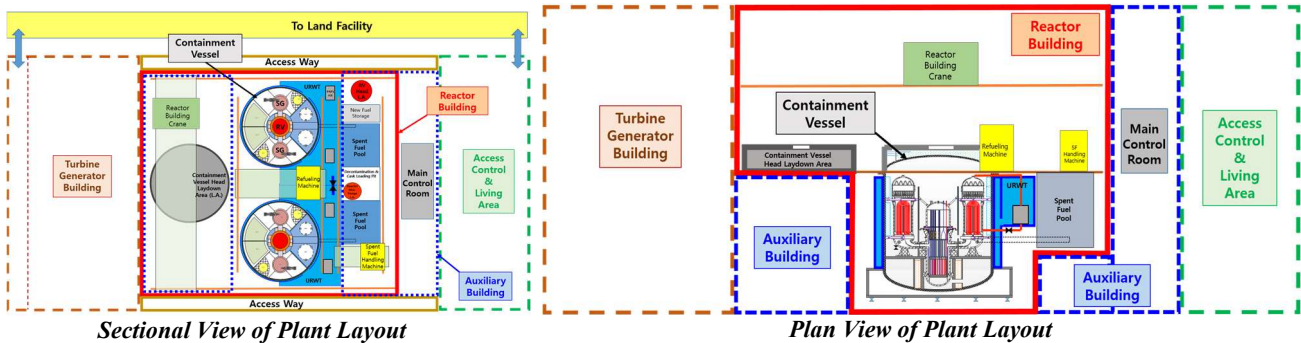 To Land Facility
Containment
Vessel
Access Way
Reactor
Building
Crane
SG
RV
SG
URWT
New Fuel
Storage
Spent
Fuel
Pool
Reactor
Building
Turbine
Generator
Building
Containment
Vessel Head
Laydown
Area (L.A.)
Refueling
Machine
Decontamination &
Cask Loading Pit
Main
Control
Room
Access
Control
&
Living
Area
Spent
Fuel
Pool
Spent
Fuel
Handling
Machine
URWT
Auxiliary
Building
Access Way
Sectional View of Plant Layout
Reactor
Building
Reactor
Building
Crane
Containment
Vessel
Turbine
Generator
Building
Containment Vessel
Head Laydown Area
Refueling
Machine
SF
Handling
Machine
Main
Control
Room
Access
Control
&
Living
Area
URWT
Spent
Fuel
Pool
Auxiliary
Building
Auxiliary
Building
Plan View of Plant Layout